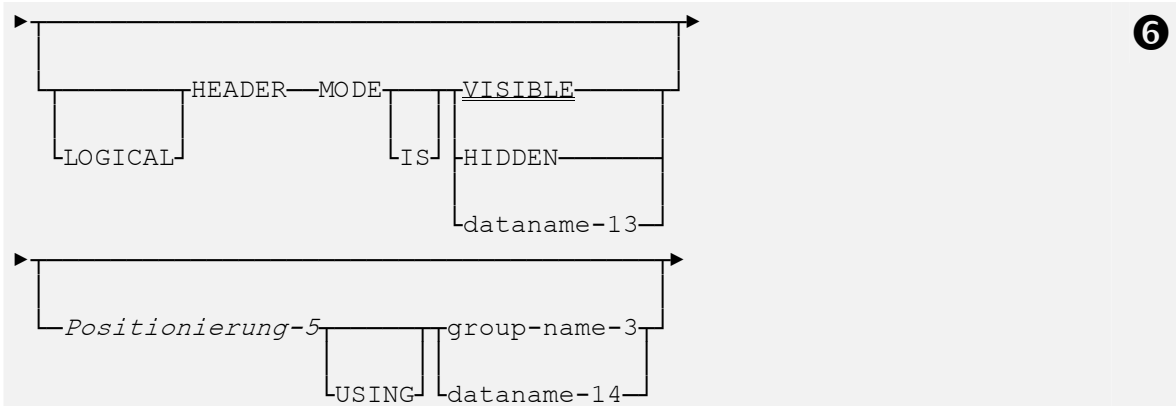 ❻
HEADER MODE VISIBLE
LOGICAL IS HIDDEN
dataname-13
Positionierung-5 group-name-3
USING dataname-14